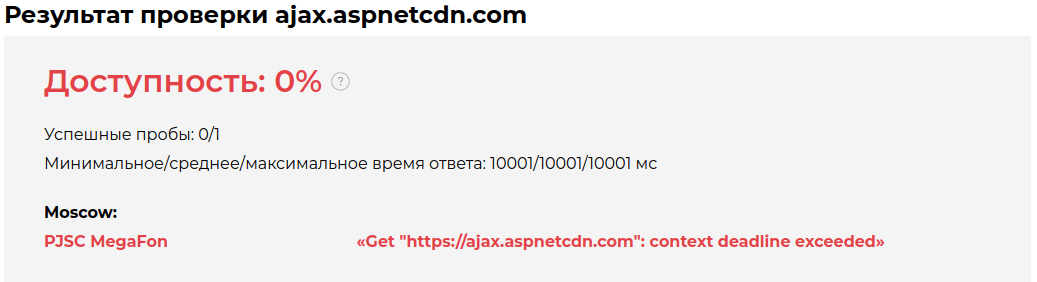 Результат проверки ajax.aspnetcdn.com
Доступность: 0% ?
Успешные пробы: 0/1
Минимальное/среднее/максимальное время ответа: 10001/10001/10001 мс
Moscow:
PJSC MegaFon «Get "https://ajax.aspnetcdn.com": context deadline exceeded»